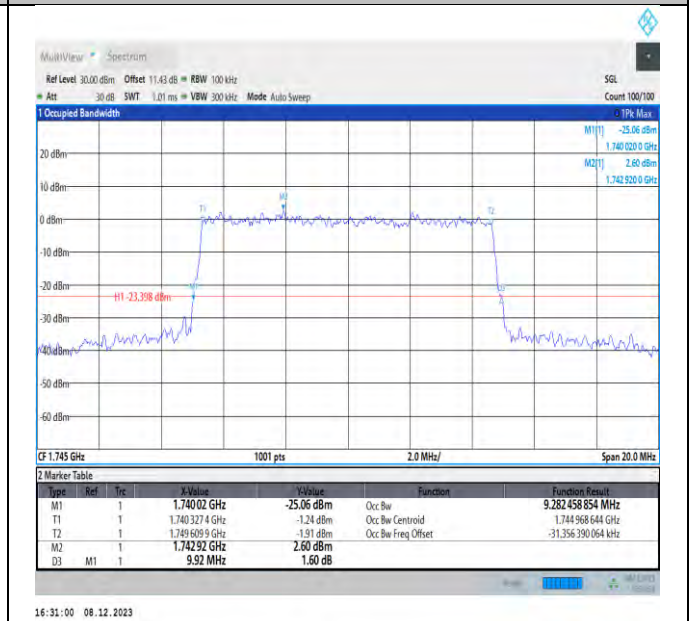 MultiView Spectrum
Ref Level 30.00 dBm Offset 11.43 dB RBW 100 kHz SGL
Att 30 dB SWT 1.01 ms VBW 300 kHz Mode Auto Sweep Count 100/100
1 Occupied Bandwidth 1Pk Max
M1[1] -25.06 dBm
1.740 020 0 GHz
M2[1] 2.60 dBm
1.742 920 0 GHz
20 dBm
10 dBm
M2
T1 T2
0 dBm
-10 dBm
-20 dBm
M1
H1 -23.398 dBm
-30 dBm
-40 dBm
-50 dBm
-60 dBm
CF 1.745 GHz 1001 pts 2.0 MHz/ Span 20.0 MHz
2 Marker Table
Type Ref Trc X-Value Y-Value Function Function Result
M1 1 1.740 02 GHz -25.06 dBm Occ Bw 9.282 458 854 MHz
T1 1 1.740 327 4 GHz -1.24 dBm Occ Bw Centroid 1.744 968 644 GHz
T2 1 1.749 609 9 GHz -1.91 dBm Occ Bw Freq Offset -31.356 390 064 kHz
M2 1 1.742 92 GHz 2.60 dBm
D3 M1 1 9.92 MHz 1.60 dB
16:31:00 08.12.2023